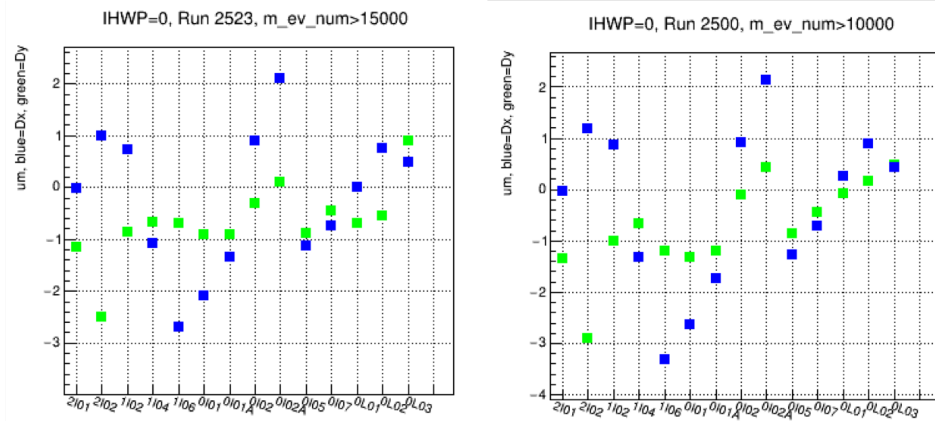 IHWP=0, Run 2523, m_ev_num>15000
um, blue=Dx, green=Dy
2
1
0
−1
−2
−3
2I01 2I02 1I02 1I04 1I06 0I01 0I01A 0I02 0I02A 0I05 0I07 0L01 0L02 0L03
IHWP=0, Run 2500, m_ev_num>10000
um, blue=Dx, green=Dy
2
1
0
−1
−2
−3
−4
2I01 2I02 1I02 1I04 1I06 0I01 0I01A 0I02 0I02A 0I05 0I07 0L01 0L02 0L03